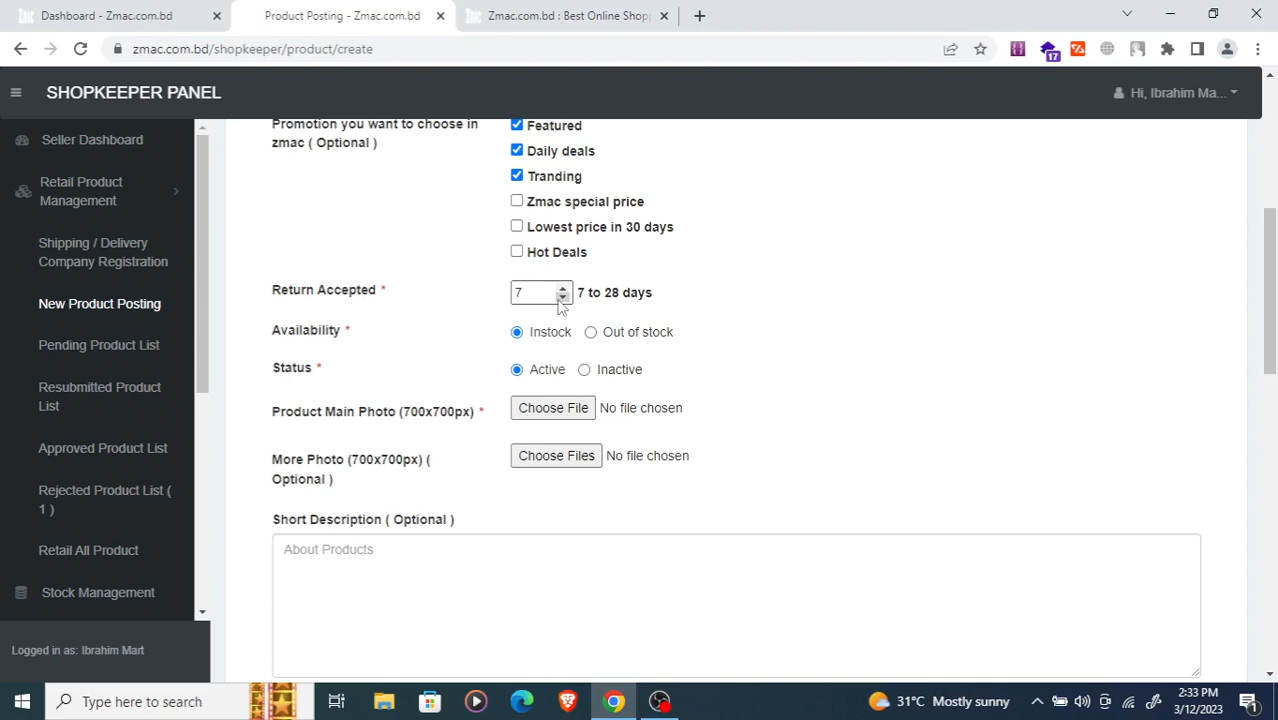 Dashboard - Zmac.com.bd
Product Posting - Zmac.com.bd
Zmac.com.bd : Best Online Shopp
zmac.com.bd/shopkeeper/product/create
17
SHOPKEEPER PANEL
Hi, Ibrahim Ma...
Seller Dashboard
Retail Product
Management
Shipping / Delivery
Company Registration
New Product Posting
Pending Product List
Resubmitted Product
List
Approved Product List
Rejected Product List (
1 )
Retail All Product
Stock Management
Logged in as: Ibrahim Mart
Promotion you want to choose in
zmac ( Optional )
Featured
Daily deals
Tranding
Zmac special price
Lowest price in 30 days
Hot Deals
Return Accepted *
7
7 to 28 days
Availability *
Instock
Out of stock
Status *
Active
Inactive
Product Main Photo (700x700px) *
Choose File
No file chosen
More Photo (700x700px) (
Optional )
Choose Files
No file chosen
Short Description ( Optional )
About Products
Type here to search
31°C Mostly sunny
2:33 PM
3/12/2023
1